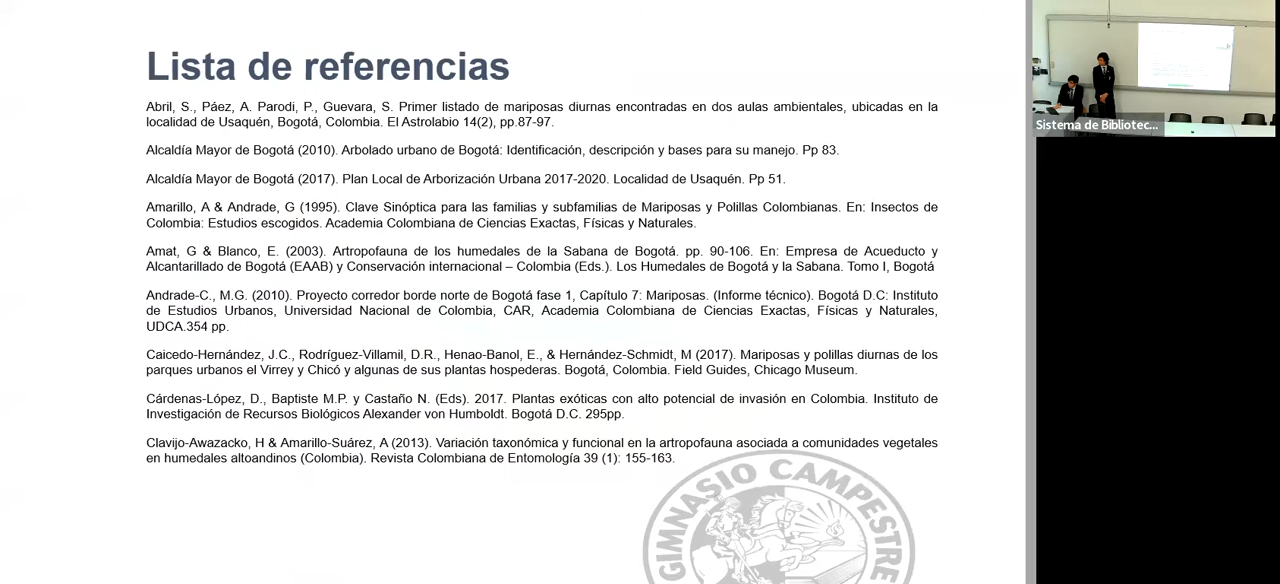 Lista de referencias
Abril, S., Páez, A. Parodi, P., Guevara, S. Primer listado de mariposas diurnas encontradas en dos aulas ambientales, ubicadas en la
localidad de Usaquén, Bogotá, Colombia. El Astrolabio 14(2), pp.87-97.
Alcaldía Mayor de Bogotá (2010). Arbolado urbano de Bogotá: Identificación, descripción y bases para su manejo. Pp 83.
Alcaldía Mayor de Bogotá (2017). Plan Local de Arborización Urbana 2017-2020. Localidad de Usaquén. Pp 51.
Amarillo, A & Andrade, G (1995). Clave Sinóptica para las familias y subfamilias de Mariposas y Polillas Colombianas. En: Insectos de
Colombia: Estudios escogidos. Academia Colombiana de Ciencias Exactas, Físicas y Naturales.
Amat, G & Blanco, E. (2003). Artropofauna de los humedales de la Sabana de Bogotá. pp. 90-106. En: Empresa de Acueducto y
Alcantarillado de Bogotá (EAAB) y Conservación internacional – Colombia (Eds.). Los Humedales de Bogotá y la Sabana. Tomo I, Bogotá
Andrade-C., M.G. (2010). Proyecto corredor borde norte de Bogotá fase 1, Capítulo 7: Mariposas. (Informe técnico). Bogotá D.C: Instituto
de Estudios Urbanos, Universidad Nacional de Colombia, CAR, Academia Colombiana de Ciencias Exactas, Físicas y Naturales,
UDCA.354 pp.
Caicedo-Hernández, J.C., Rodríguez-Villamil, D.R., Henao-Banol, E., & Hernández-Schmidt, M (2017). Mariposas y polillas diurnas de los
parques urbanos el Virrey y Chicó y algunas de sus plantas hospederas. Bogotá, Colombia. Field Guides, Chicago Museum.
Cárdenas-López, D., Baptiste M.P. y Castaño N. (Eds). 2017. Plantas exóticas con alto potencial de invasión en Colombia. Instituto de
Investigación de Recursos Biológicos Alexander von Humboldt. Bogotá D.C. 295pp.
Clavijo-Awazacko, H & Amarillo-Suárez, A (2013). Variación taxonómica y funcional en la artropofauna asociada a comunidades vegetales
en humedales altoandinos (Colombia). Revista Colombiana de Entomología 39 (1): 155-163.
GIMNASIO CAMPESTRE
Sistema de Bibliotec...